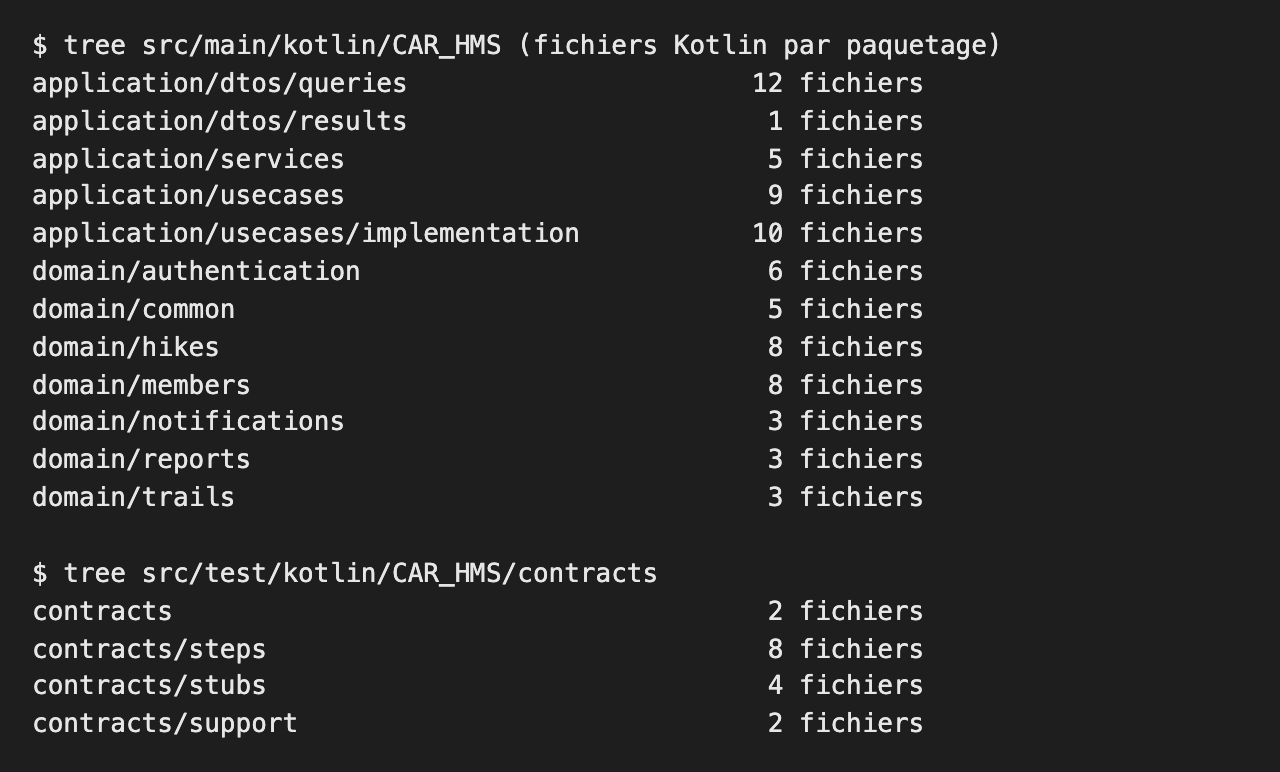 $ tree src/main/kotlin/CAR_HMS (fichiers Kotlin par paquetage)
application/dtos/queries 12 fichiers
application/dtos/results 1 fichiers
application/services 5 fichiers
application/usecases 9 fichiers
application/usecases/implementation 10 fichiers
domain/authentication 6 fichiers
domain/common 5 fichiers
domain/hikes 8 fichiers
domain/members 8 fichiers
domain/notifications 3 fichiers
domain/reports 3 fichiers
domain/trails 3 fichiers
$ tree src/test/kotlin/CAR_HMS/contracts
contracts 2 fichiers
contracts/steps 8 fichiers
contracts/stubs 4 fichiers
contracts/support 2 fichiers